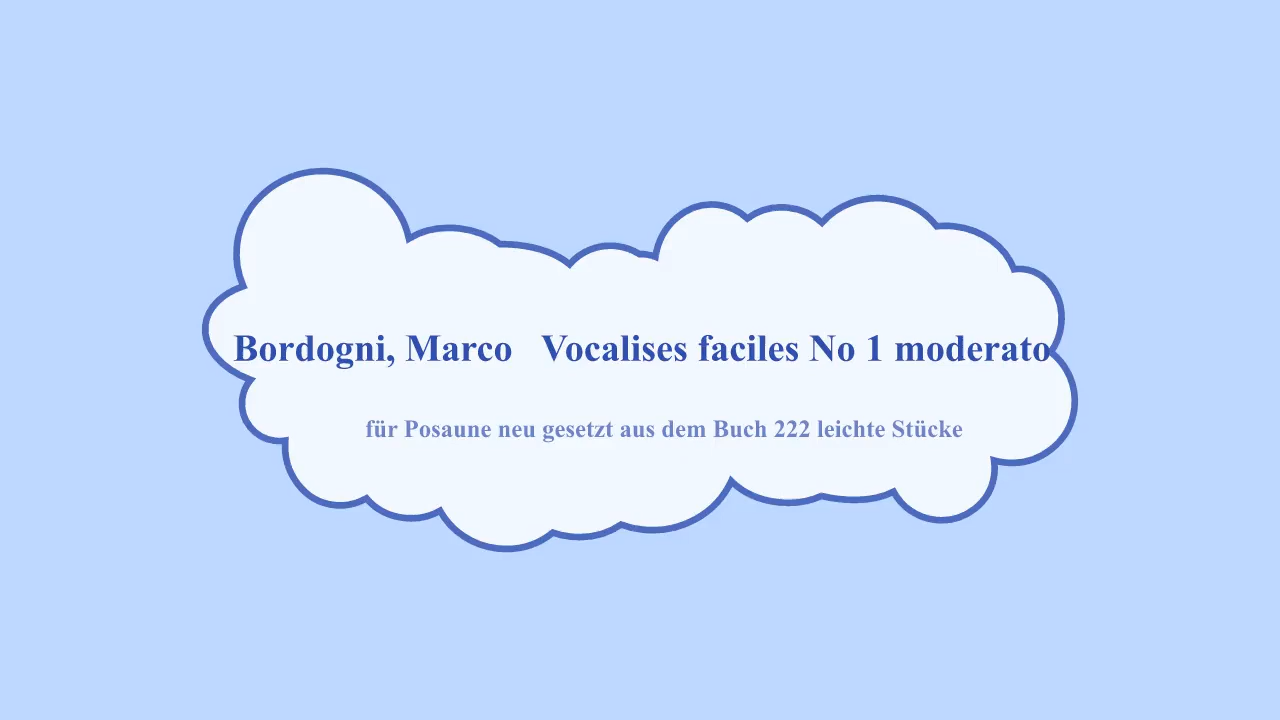 Bordogni, Marco   Vocalises faciles No 1 moderato
für Posaune neu gesetzt aus dem Buch 222 leichte Stücke